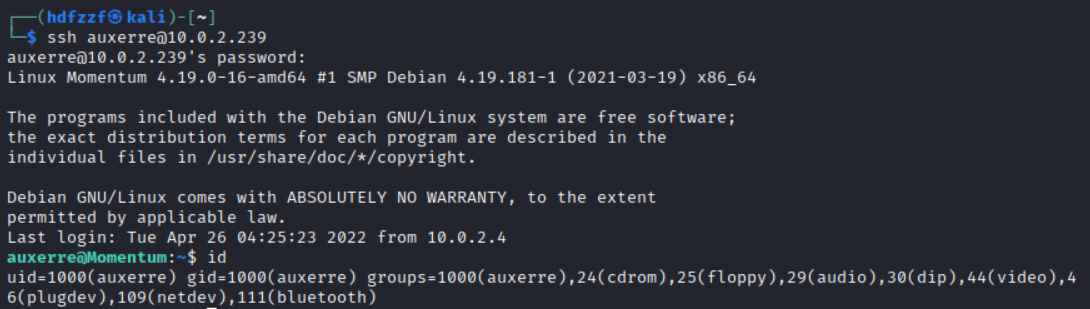 ┌──(hdfzzf㉿kali)-[~]
└─$ ssh auxerre@10.0.2.239
auxerre@10.0.2.239's password:
Linux Momentum 4.19.0-16-amd64 #1 SMP Debian 4.19.181-1 (2021-03-19) x86_64
The programs included with the Debian GNU/Linux system are free software;
the exact distribution terms for each program are described in the
individual files in /usr/share/doc/*/copyright.
Debian GNU/Linux comes with ABSOLUTELY NO WARRANTY, to the extent
permitted by applicable law.
Last login: Tue Apr 26 04:25:23 2022 from 10.0.2.4
auxerre@Momentum:~$ id
uid=1000(auxerre) gid=1000(auxerre) groups=1000(auxerre),24(cdrom),25(floppy),29(audio),30(dip),44(video),4
6(plugdev),109(netdev),111(bluetooth)